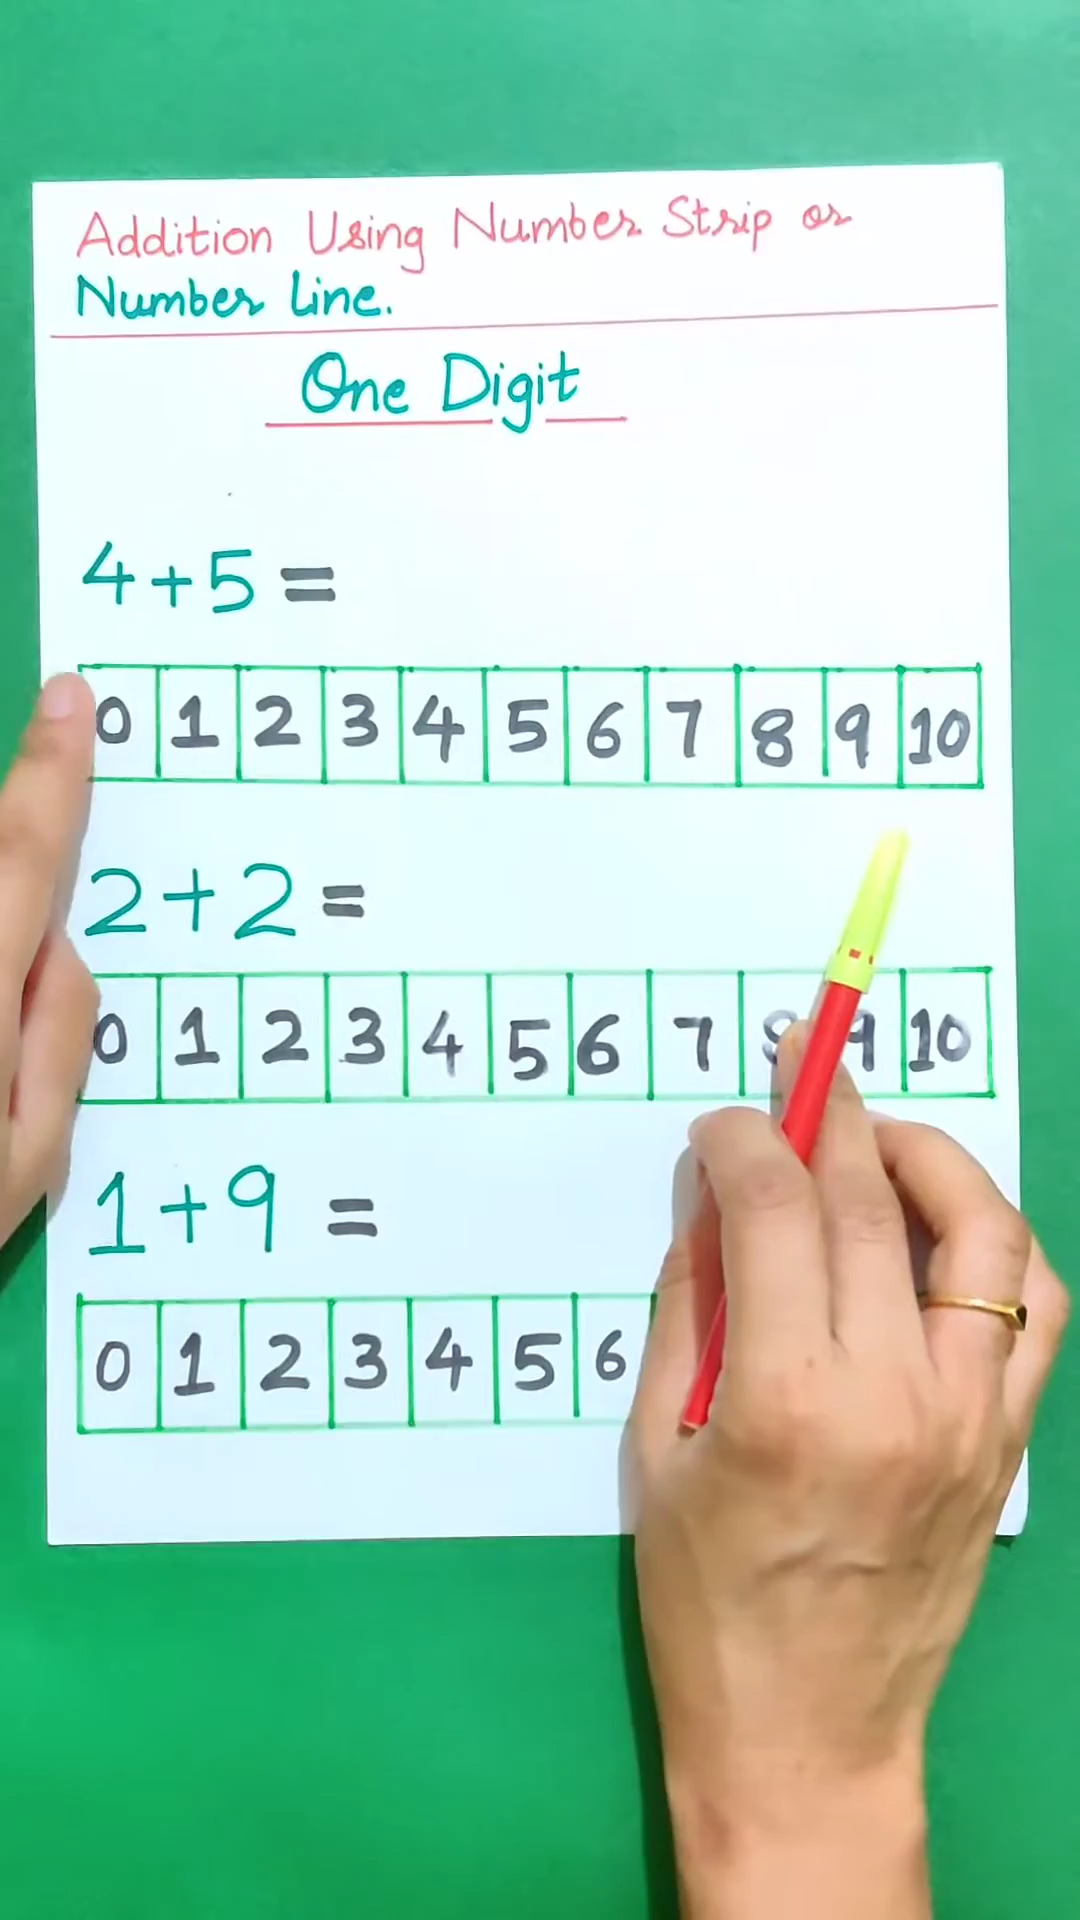 Addition Using Number Strip or
Number Line.
One Digit
4+5=
0 1 2 3 4 5 6 7 8 9 10
2+2=
0 1 2 3 4 5 6 7 8 9 10
1+9 =
0 1 2 3 4 5 6